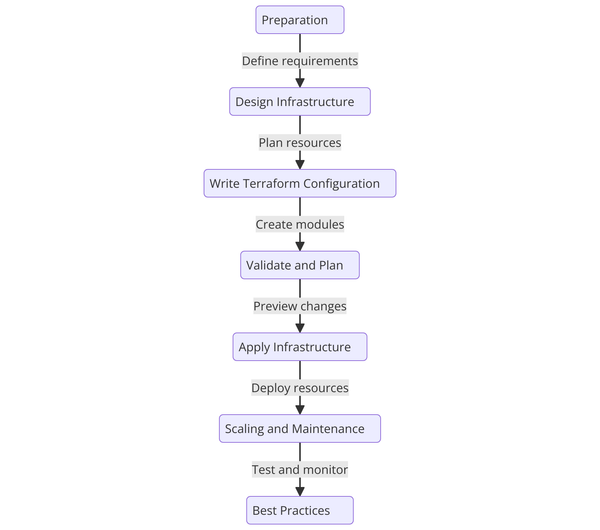 Preparation
Define requirements
Design Infrastructure
Plan resources
Write Terraform Configuration
Create modules
Validate and Plan
Preview changes
Apply Infrastructure
Deploy resources
Scaling and Maintenance
Test and monitor
Best Practices